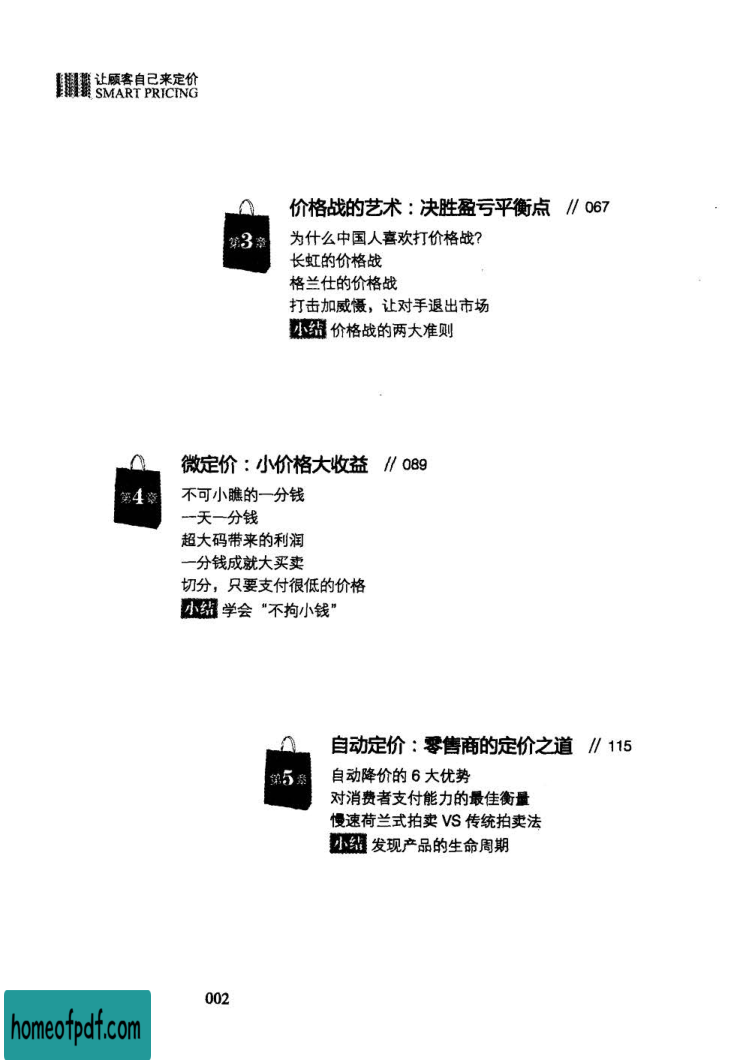 让顾客自己来定价
SMART PRICING
第3章
价格战的艺术：决胜盈亏平衡点 // 067
为什么中国人喜欢打价格战?
长虹的价格战
格兰仕的价格战
打击加威慑，让对手退出市场
小结 价格战的两大准则
第4章
微定价：小价格大收益 // 089
不可小瞧的一分钱
一天一分钱
超大码带来的利润
一分钱成就大买卖
切分，只要支付很低的价格
小结 学会“不拘小钱”
第5章
自动定价：零售商的定价之道 // 115
自动降价的 6 大优势
对消费者支付能力的最佳衡量
慢速荷兰式拍卖 VS 传统拍卖法
小结 发现产品的生命周期
002
homeofpdf.com